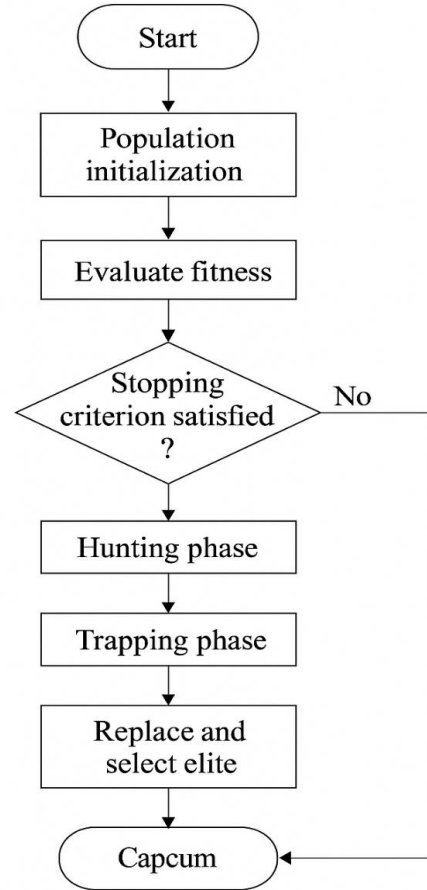 Start
Population
initialization
Evaluate fitness
Stopping
criterion satisfied
?
No
Hunting phase
Trapping phase
Replace and
select elite
Capcum